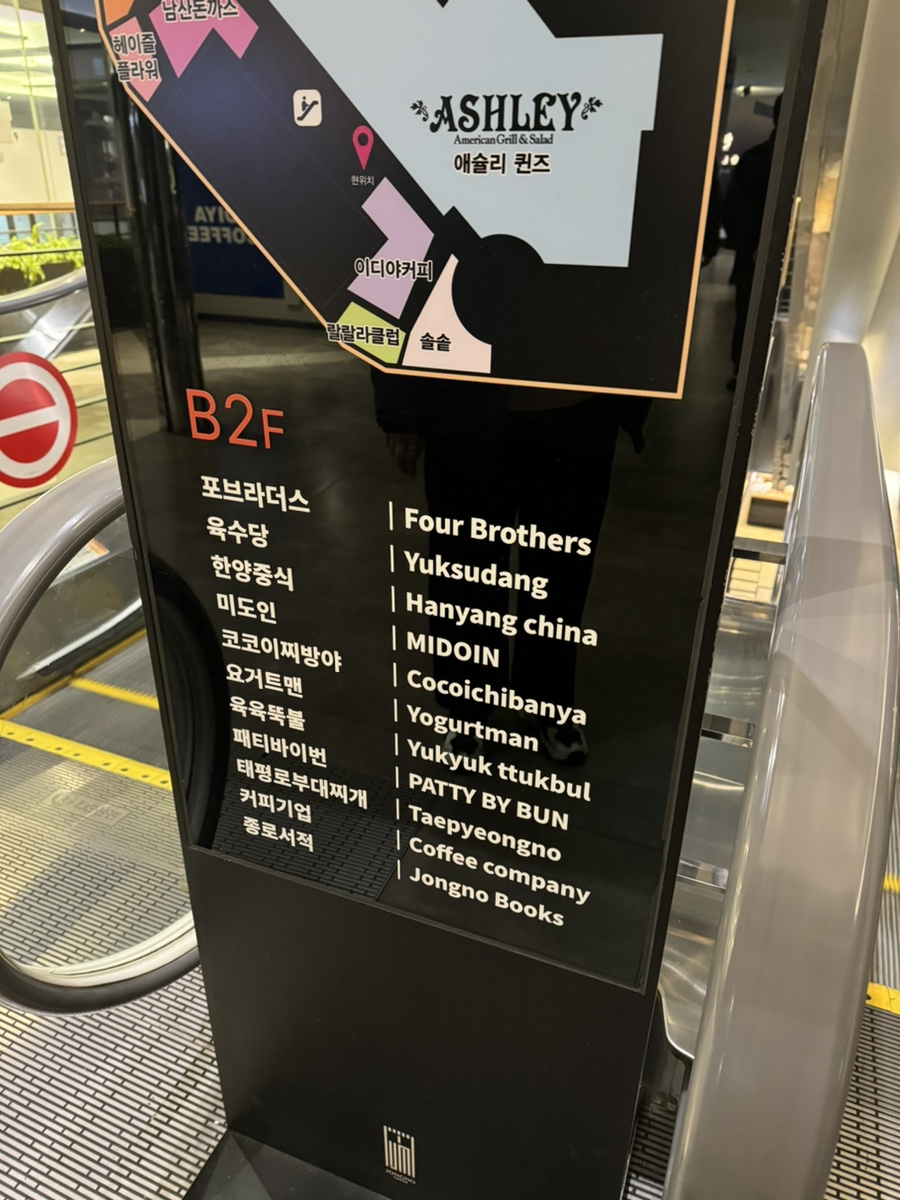 남산돈까스
헤이즐
플라워
ASHLEY
American Grill & Salad
애슐리 퀸즈
현위치
이디야커피
랄랄라클럽
솔솥
B2F
포브라더스 | Four Brothers
육수당 | Yuksudang
한양중식 | Hanyang china
미도인 | MIDOIN
코코이찌방야 | Cocoichibanya
요거트맨 | Yogurtman
육육뚝불 | Yukyuk ttukbul
패티바이번 | PATTY BY BUN
태평로부대찌개 | Taepyeongno
커피기업 | Coffee company
종로서적 | Jongno Books
JONGNO